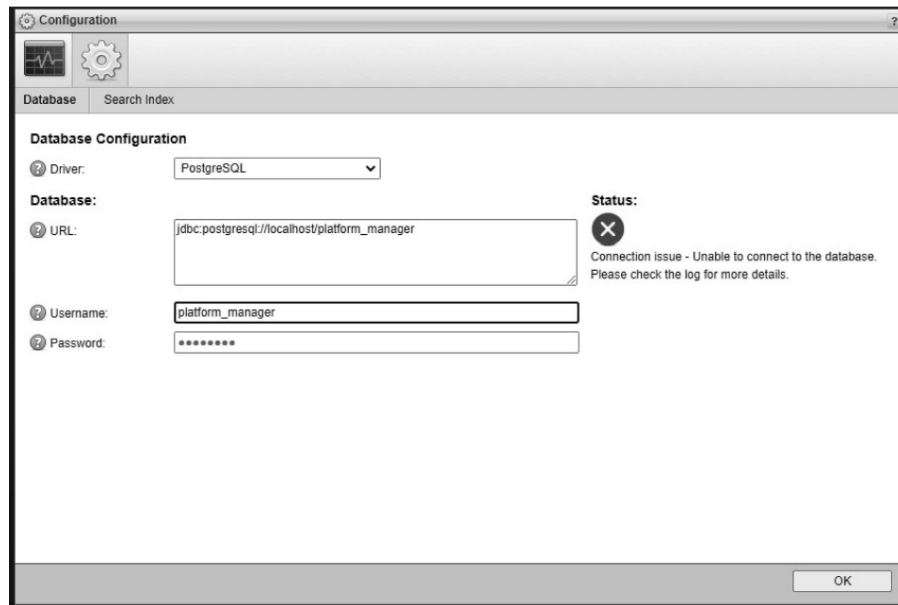 Configuration
?
Database Search Index
Database Configuration
? Driver: PostgreSQL
Database: Status:
? URL: jdbc:postgresql://localhost/platform_manager
Connection issue - Unable to connect to the database.
Please check the log for more details.
? Username: platform_manager
? Password: ••••••••
OK